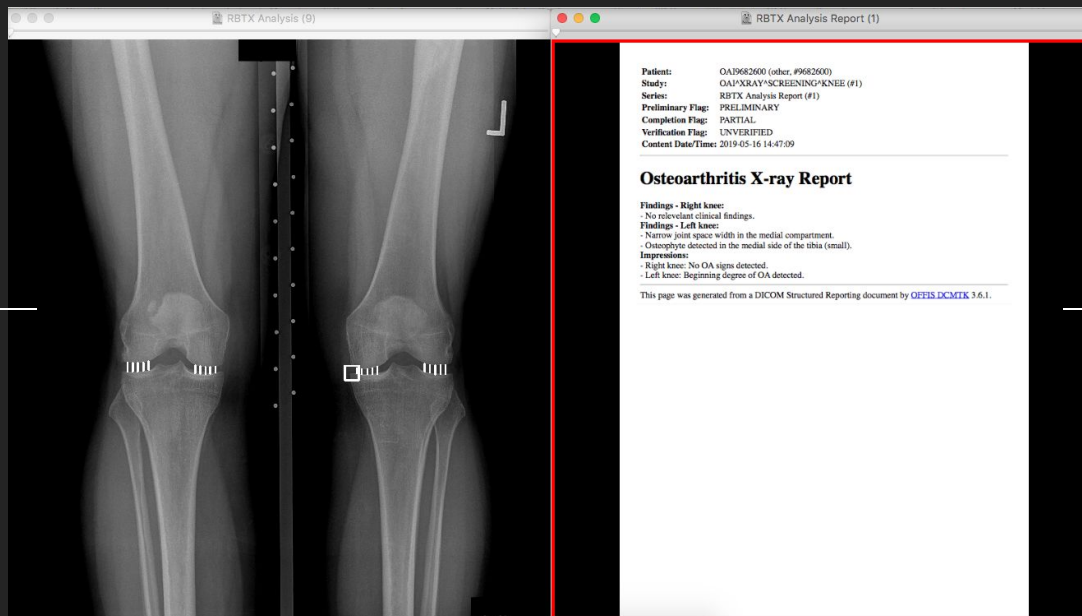 RBTX Analysis (9)
RBTX Analysis Report (1)
L
Patient: OAI9682600 (other, #9682600)
Study: OAI^XRAY^SCREENING^KNEE (#1)
Series: RBTX Analysis Report (#1)
Preliminary Flag: PRELIMINARY
Completion Flag: PARTIAL
Verification Flag: UNVERIFIED
Content Date/Time: 2019-05-16 14:47:09
Osteoarthritis X-ray Report
Findings - Right knee:
- No relevelant clinical findings.
Findings - Left knee:
- Narrow joint space width in the medial compartment.
- Osteophyte detected in the medial side of the tibia (small).
Impressions:
- Right knee: No OA signs detected.
- Left knee: Beginning degree of OA detected.
This page was generated from a DICOM Structured Reporting document by OFFIS DCMTK 3.6.1.